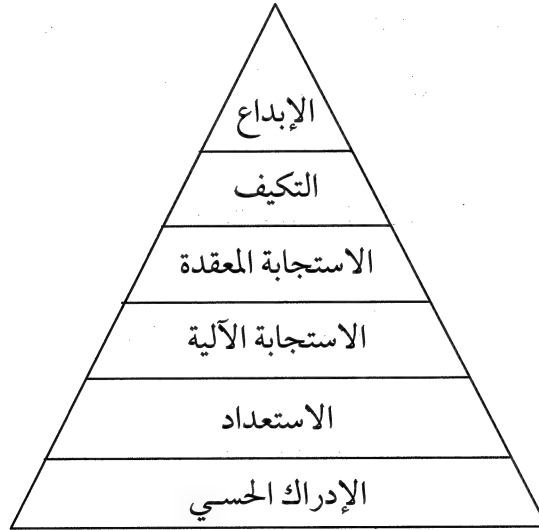 الإبداع
التكيف
الاستجابة المعقدة
الاستجابة الآلية
الاستعداد
الإدراك الحسي